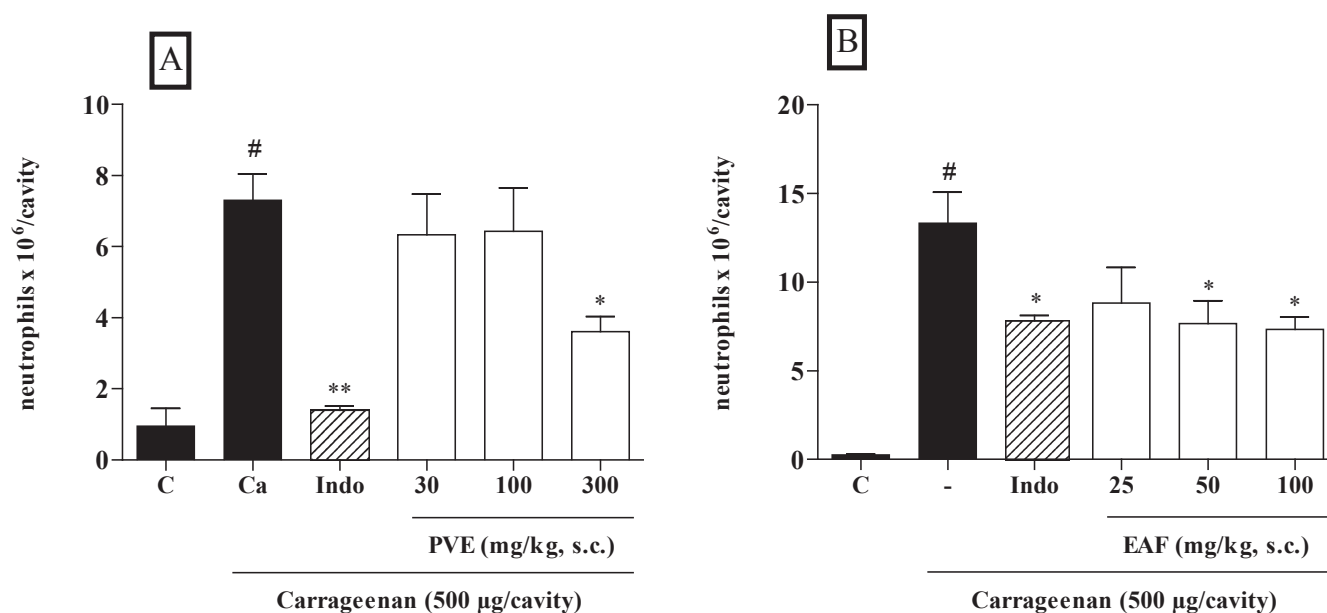 A
neutrophils x 10⁶/cavity
10
8
6
4
2
0
#
**
*
C Ca Indo 30 100 300
PVE (mg/kg, s.c.)
Carrageenan (500 µg/cavity)
B
neutrophils x 10⁶/cavity
20
15
10
5
0
#
*
*
*
C - Indo 25 50 100
EAF (mg/kg, s.c.)
Carrageenan (500 µg/cavity)